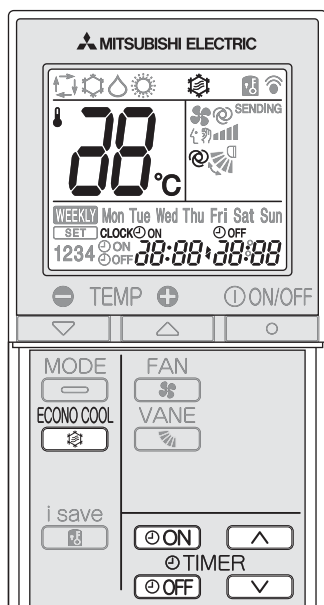 MITSUBISHI ELECTRIC
SENDING
88 °C
WEEKLY Mon Tue Wed Thu Fri Sat Sun
SET CLOCK ON OFF
1234 ON OFF 88:88 88:88
TEMP ON/OFF
MODE FAN
ECONO COOL VANE
i save
ON
TIMER
OFF